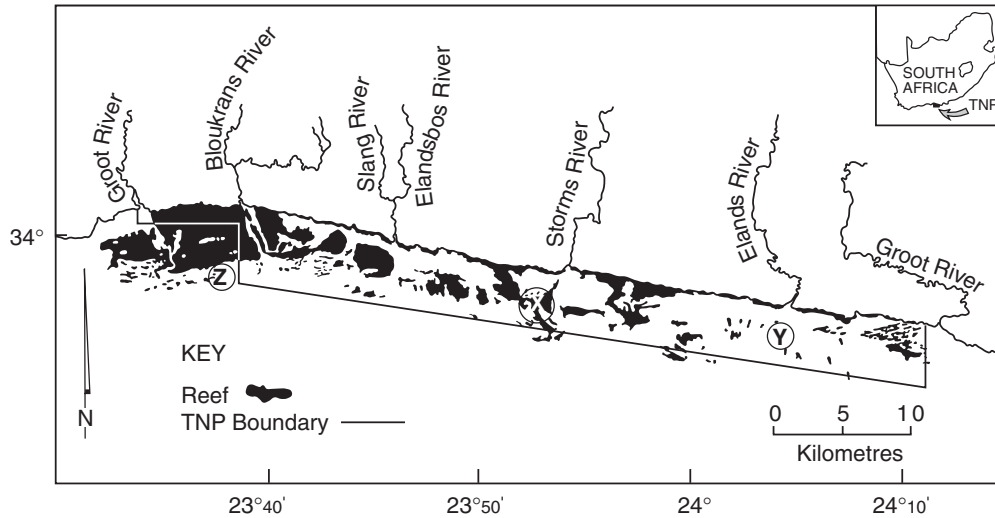 Groot River
Bloukrans River
Slang River
Elandsbos River
Storms River
Elands River
Groot River
SOUTH
AFRICA
TNP
34°
Z
X
Y
KEY
Reef
TNP Boundary
N
0 5 10
Kilometres
23°40' 23°50' 24° 24°10'